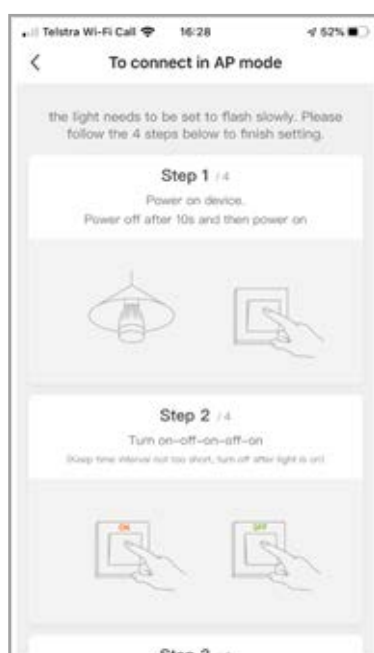 Telstra Wi-Fi Call 16:28 52%
To connect in AP mode
the light needs to be set to flash slowly. Please
follow the 4 steps below to finish setting.
Step 1 /4
Power on device.
Power off after 10s and then power on
Step 2 /4
Turn on-off-on-off-on
(Keep time interval not too short, turn off after light is on)
ON OFF
Step 3 /4